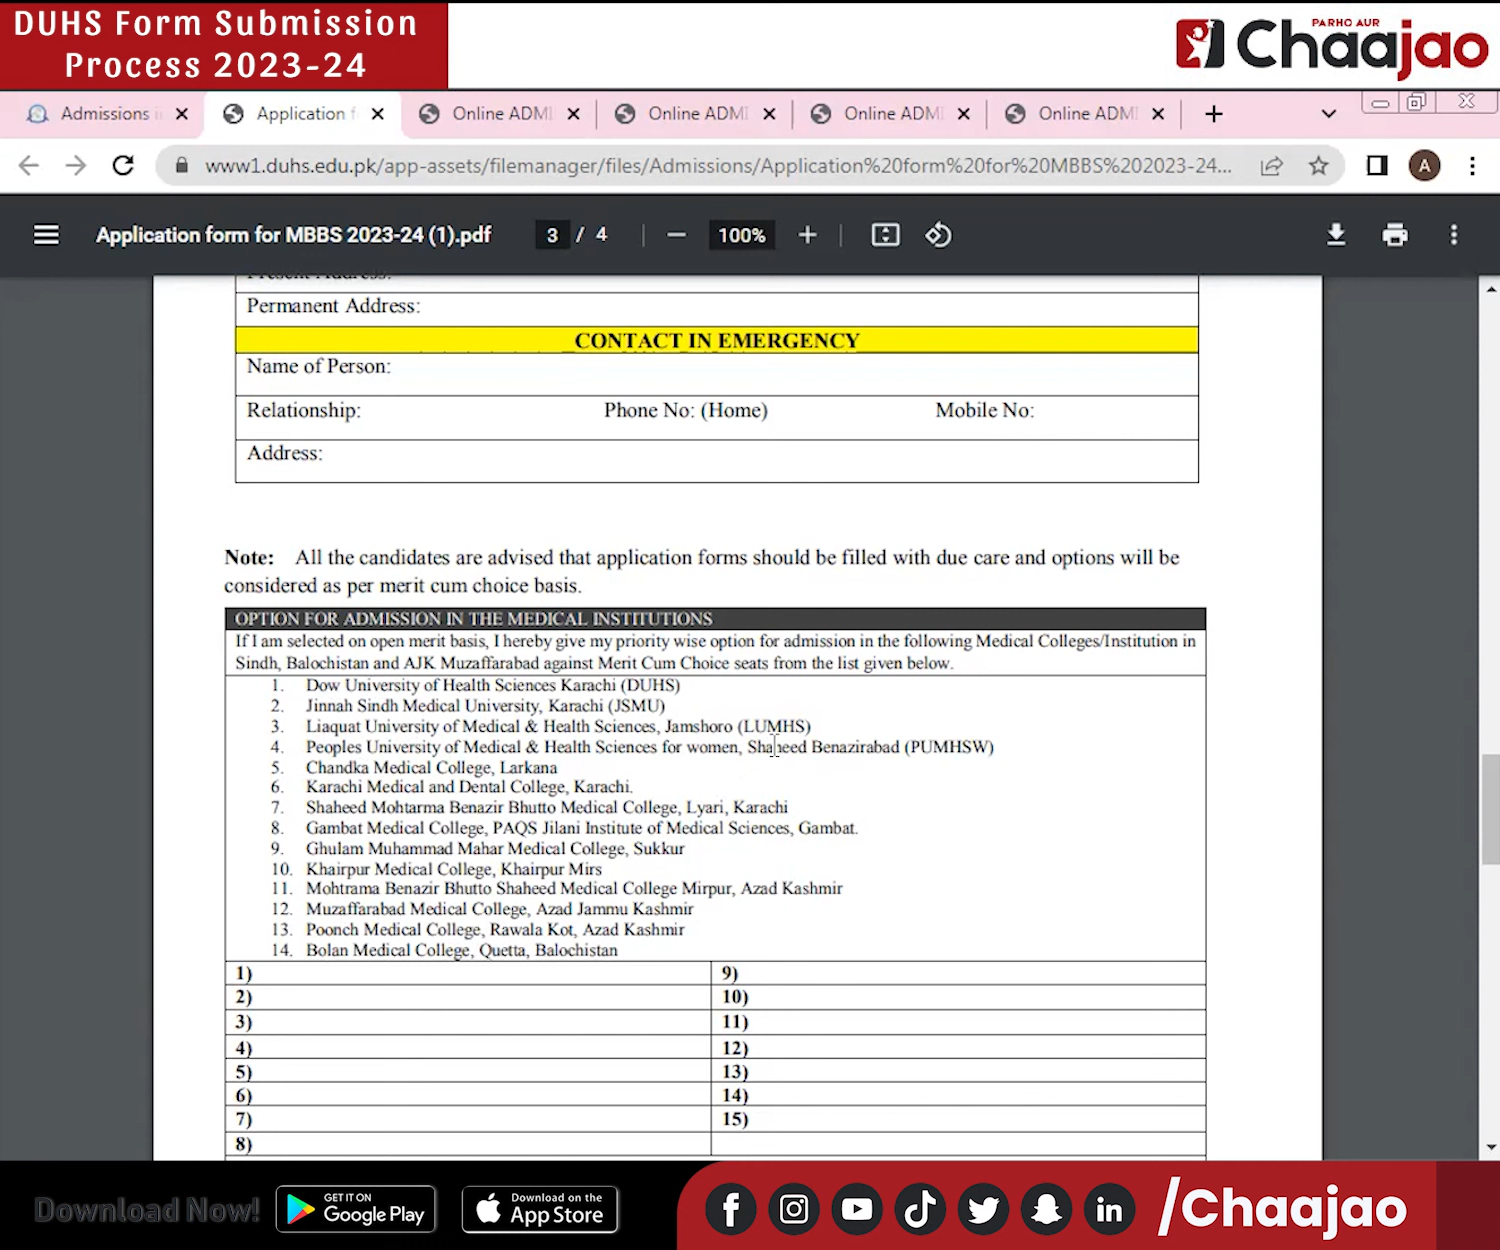 DUHS Form Submission
Process 2023-24
PARHO AUR
Chaajao
Admissions i
Application f
Online ADMI
Online ADMI
Online ADMI
Online ADMI
www1.duhs.edu.pk/app-assets/filemanager/files/Admissions/Application%20form%20for%20MBBS%202023-24...
A
Application form for MBBS 2023-24 (1).pdf
3 / 4
100%
Present Address:
Permanent Address:
CONTACT IN EMERGENCY
Name of Person:
Relationship: Phone No: (Home) Mobile No:
Address:
Note: All the candidates are advised that application forms should be filled with due care and options will be
considered as per merit cum choice basis.
OPTION FOR ADMISSION IN THE MEDICAL INSTITUTIONS
If I am selected on open merit basis, I hereby give my priority wise option for admission in the following Medical Colleges/Institution in
Sindh, Balochistan and AJK Muzaffarabad against Merit Cum Choice seats from the list given below.
1. Dow University of Health Sciences Karachi (DUHS)
2. Jinnah Sindh Medical University, Karachi (JSMU)
3. Liaquat University of Medical & Health Sciences, Jamshoro (LUMHS)
4. Peoples University of Medical & Health Sciences for women, Shaheed Benazirabad (PUMHSW)
5. Chandka Medical College, Larkana
6. Karachi Medical and Dental College, Karachi.
7. Shaheed Mohtarma Benazir Bhutto Medical College, Lyari, Karachi
8. Gambat Medical College, PAQS Jilani Institute of Medical Sciences, Gambat.
9. Ghulam Muhammad Mahar Medical College, Sukkur
10. Khairpur Medical College, Khairpur Mirs
11. Mohtrama Benazir Bhutto Shaheed Medical College Mirpur, Azad Kashmir
12. Muzaffarabad Medical College, Azad Jammu Kashmir
13. Poonch Medical College, Rawala Kot, Azad Kashmir
14. Bolan Medical College, Quetta, Balochistan
1) 9)
2) 10)
3) 11)
4) 12)
5) 13)
6) 14)
7) 15)
8)
Download Now!
GET IT ON
Google Play
Download on the
App Store
/Chaajao